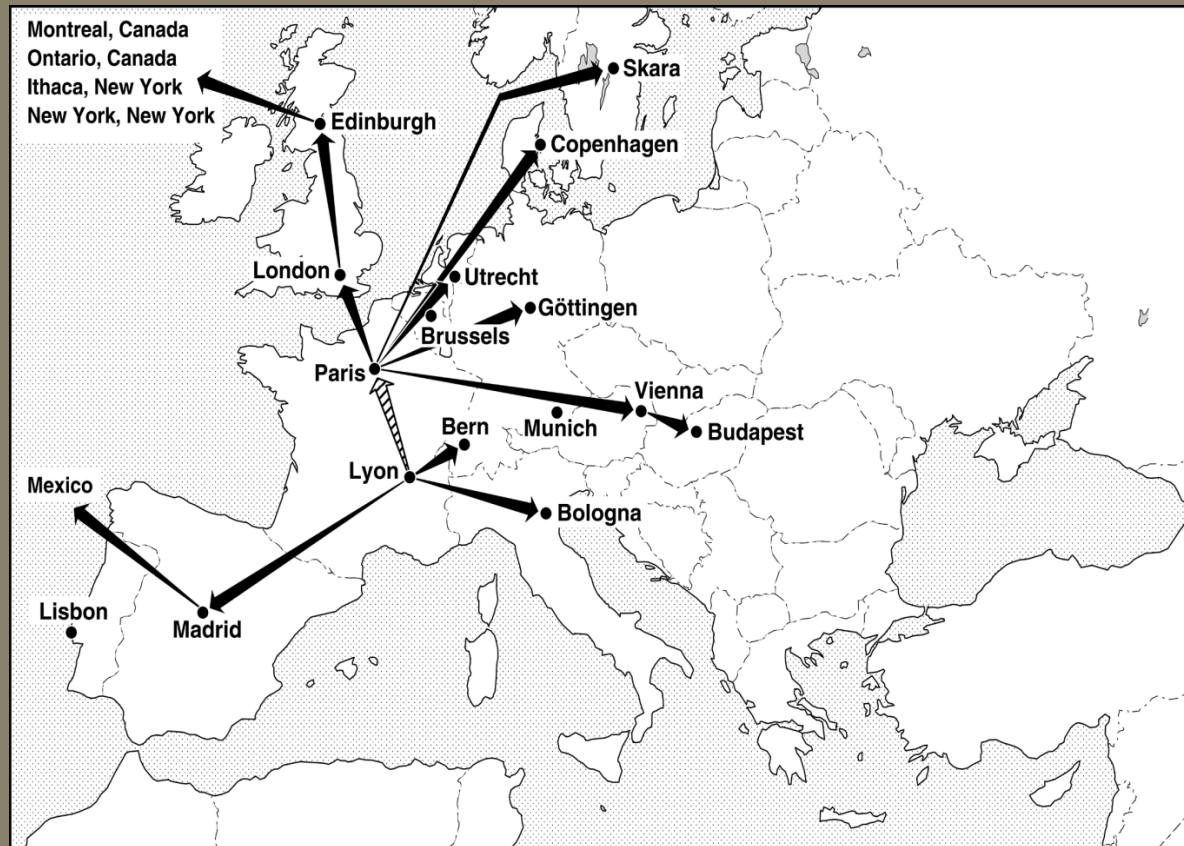 Montreal, Canada
Ontario, Canada
Ithaca, New York
New York, New York
Skara
Edinburgh
Copenhagen
London
Utrecht
Göttingen
Brussels
Paris
Vienna
Bern
Munich
Budapest
Lyon
Mexico
Bologna
Lisbon
Madrid